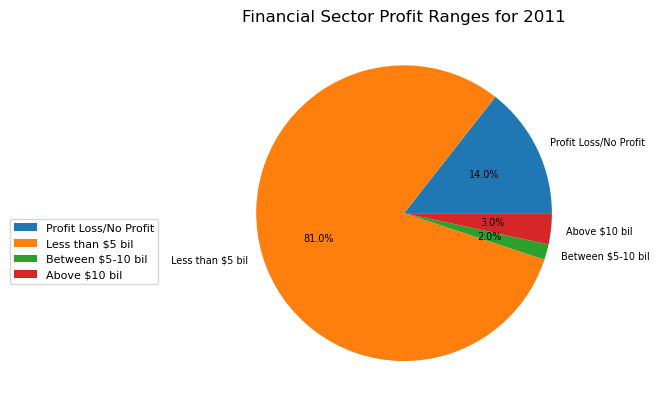 Financial Sector Profit Ranges for 2011
Profit Loss/No Profit
14.0%
Profit Loss/No Profit
Less than $5 bil
Between $5-10 bil
Above $10 bil
3.0%
Above $10 bil
2.0%
81.0%
Between $5-10 bil
Less than $5 bil